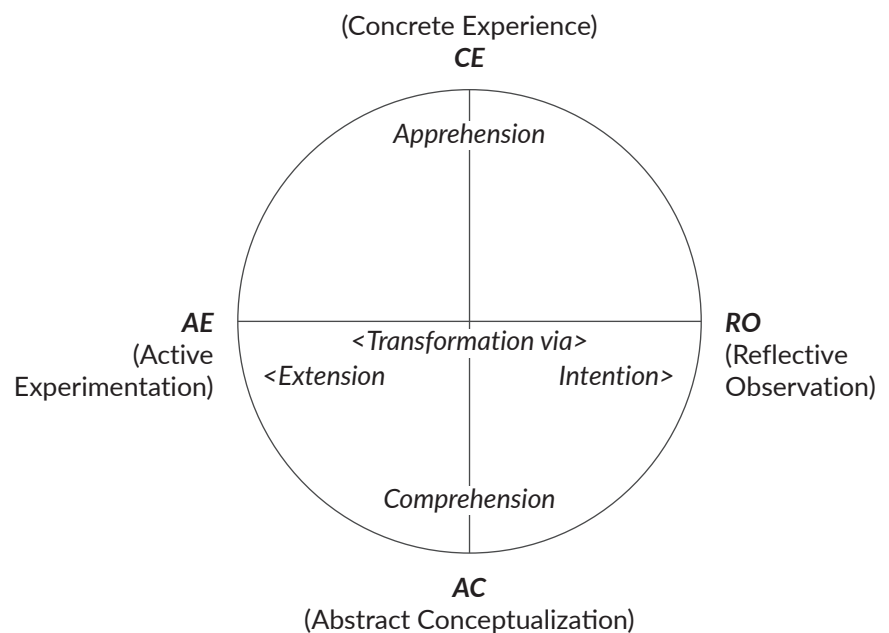 (Concrete Experience)
CE
Apprehension
AE
(Active
Experimentation)
RO
(Reflective
Observation)
<Transformation via>
<Extension
Intention>
Comprehension
AC
(Abstract Conceptualization)